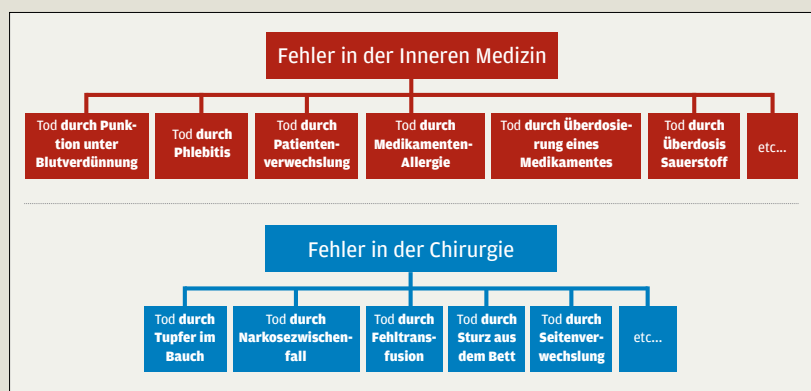 Fehler in der Inneren Medizin
Tod durch Punk-
tion unter
Blutverdünnung
Tod durch
Phlebitis
Tod durch
Patienten-
verwechslung
Tod durch
Medikamenten-
Allergie
Tod durch Überdosie-
rung eines
Medikamentes
Tod durch
Überdosis
Sauerstoff
etc...
Fehler in der Chirurgie
Tod durch
Tupfer im
Bauch
Tod durch
Narkosezwischen-
fall
Tod durch
Fehltrans-
fusion
Tod durch
Sturz aus
dem Bett
Tod durch
Seitenver-
wechslung
etc...